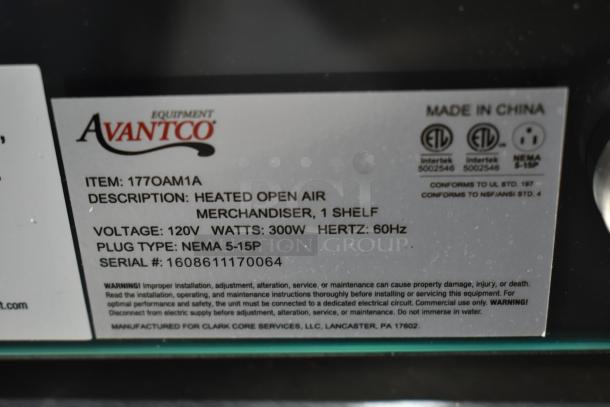 EQUIPMENT
AVANTCO
MADE IN CHINA
ETL ETL
Intertek Intertek NEMA
5002546 5002546 5-15P
CONFORMS TO UL STD. 197
CONFORMS TO NSF/ANSI STD. 4
ITEM: 177OAM1A
DESCRIPTION: HEATED OPEN AIR
MERCHANDISER, 1 SHELF
VOLTAGE: 120V WATTS: 300W HERTZ: 60Hz
PLUG TYPE: NEMA 5-15P
SERIAL #: 1608611170064
WARNING! Improper installation, adjustment, alteration, service, or maintenance can cause property damage, injury, or death.
Read the installation, operating, and maintenance instructions thoroughly before installing or servicing this equipment. For
optimal performance and safety, the unit must be connected to a dedicated electrical circuit. Commercial use only. WARNING!
Disconnect from electric supply before adjustment, alteration, service, or maintenance. Do not immerse in water.
MANUFACTURED FOR CLARK CORE SERVICES, LLC, LANCASTER, PA 17602
t.com
GROUP